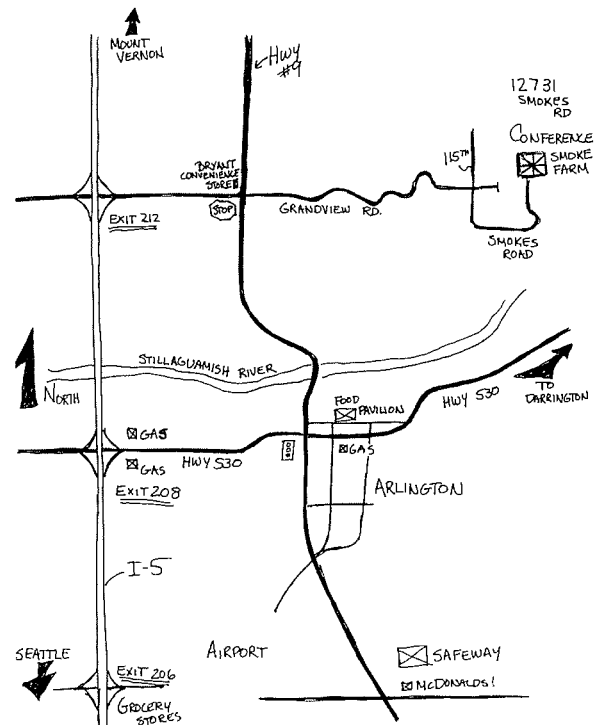 MOUNT
VERNON
HWY
#9
12731
SMOKES
RD
CONFERENCE
SMOKE
FARM
115TH
BRYANT
CONVENIENCE
STORE
STOP
GRANDVIEW RD.
EXIT 212
SMOKES
ROAD
STILLAGUAMISH RIVER
NORTH
TO
DARRINGTON
HWY 530
FOOD
PAVILION
GAS
GAS
HWY 530
GAS
EXIT 208
ARLINGTON
I-5
AIRPORT
SEATTLE
EXIT 206
GROCERY
STORES
SAFEWAY
MCDONALDS!